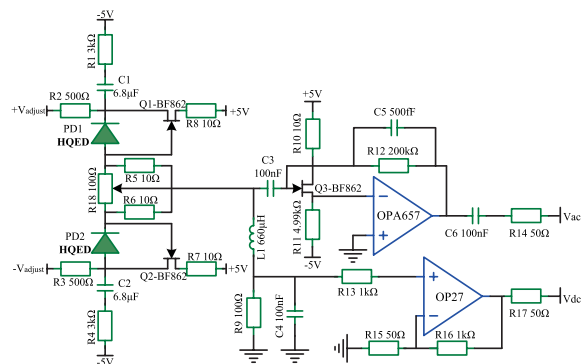 -5V
R1 3kΩ
C1
6.8μF
R2 500Ω
+Vadjust
Q1-BF862
+5V
R8 10Ω
PD1
HQED
R5 10Ω
R18 100Ω
R6 10Ω
PD2
HQED
-Vadjust
R3 500Ω
Q2-BF862
R7 10Ω
+5V
C2
6.8μF
R4 3kΩ
-5V
C3
100nF
L1 660μH
R9 100Ω
C4 100nF
+5V
R10 10Ω
Q3-BF862
R11 4.99kΩ
-5V
C5 500fF
R12 200kΩ
−
+
OPA657
C6 100nF
R14 50Ω
Vac
R13 1kΩ
+
−
OP27
R15 50Ω
R16 1kΩ
R17 50Ω
Vdc